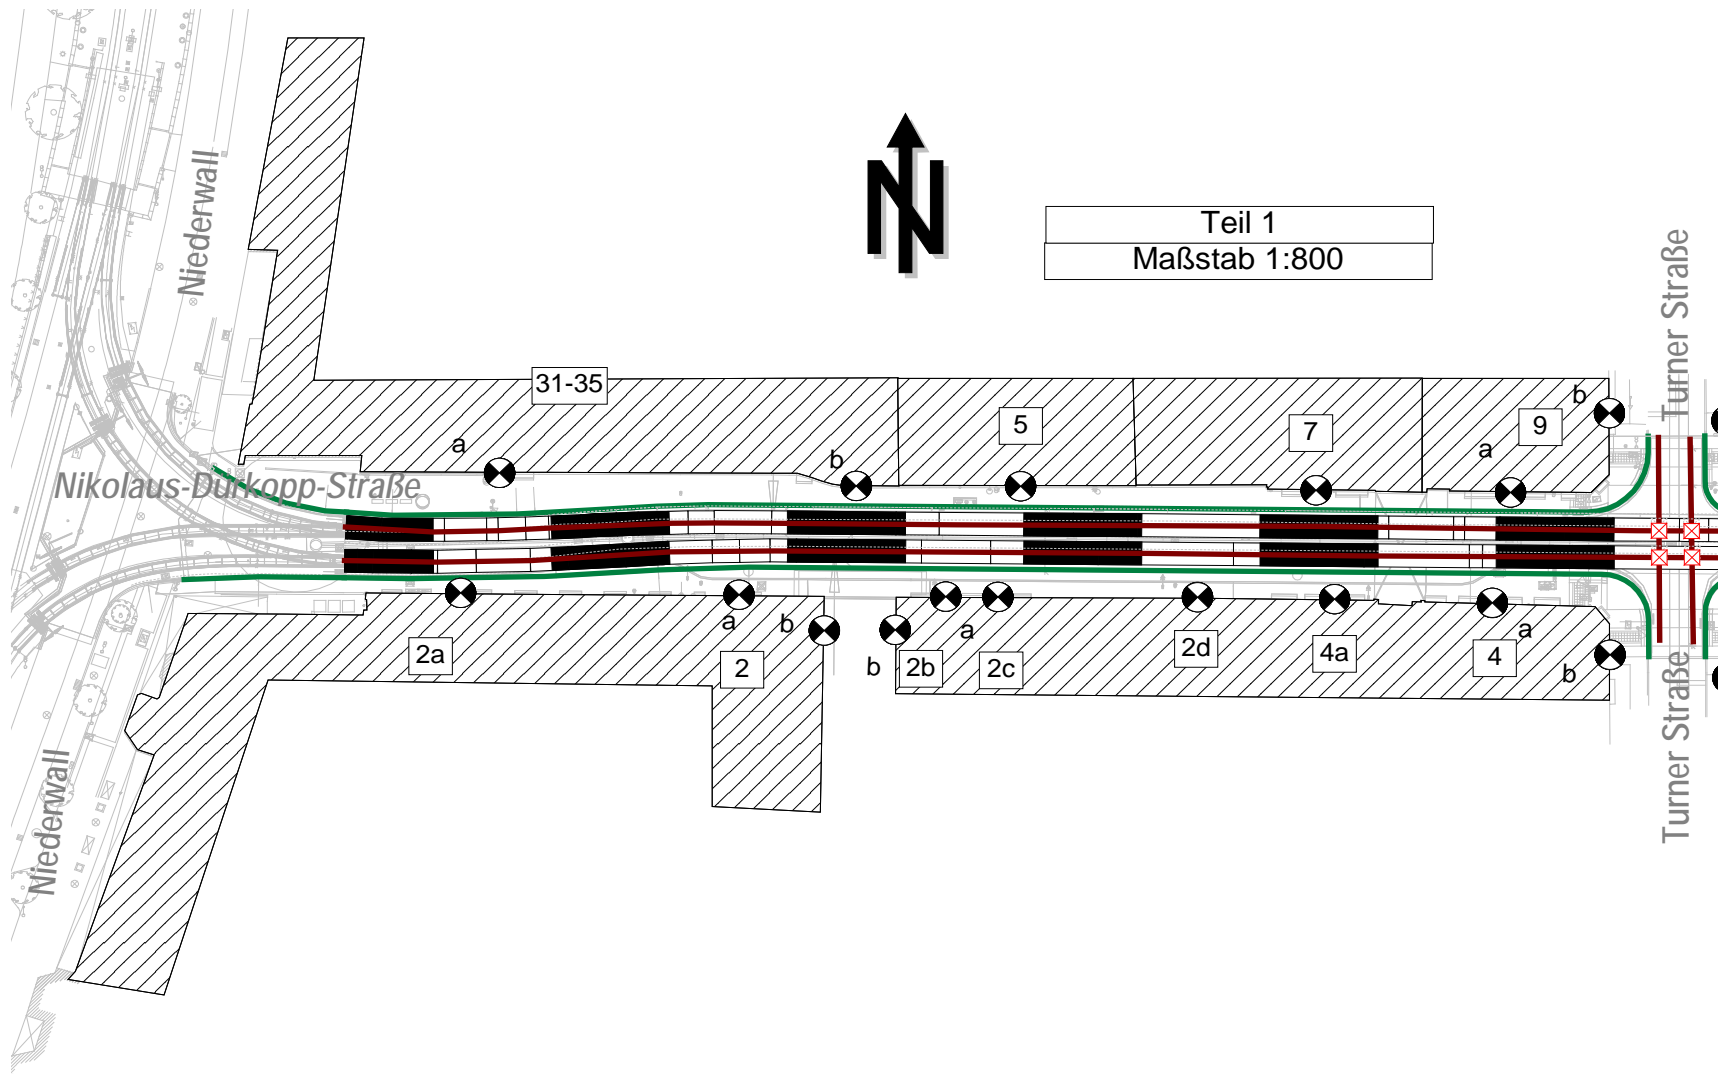 N
Teil 1
Maßstab 1:800
Niederwall
Turner Straße
31-35
b
5
9
7
a
a
b
Nikolaus-Dürkopp-Straße
a
b
a
a
2a
2
b
2b
2c
2d
4a
4
b
Turner Straße
Niederwall